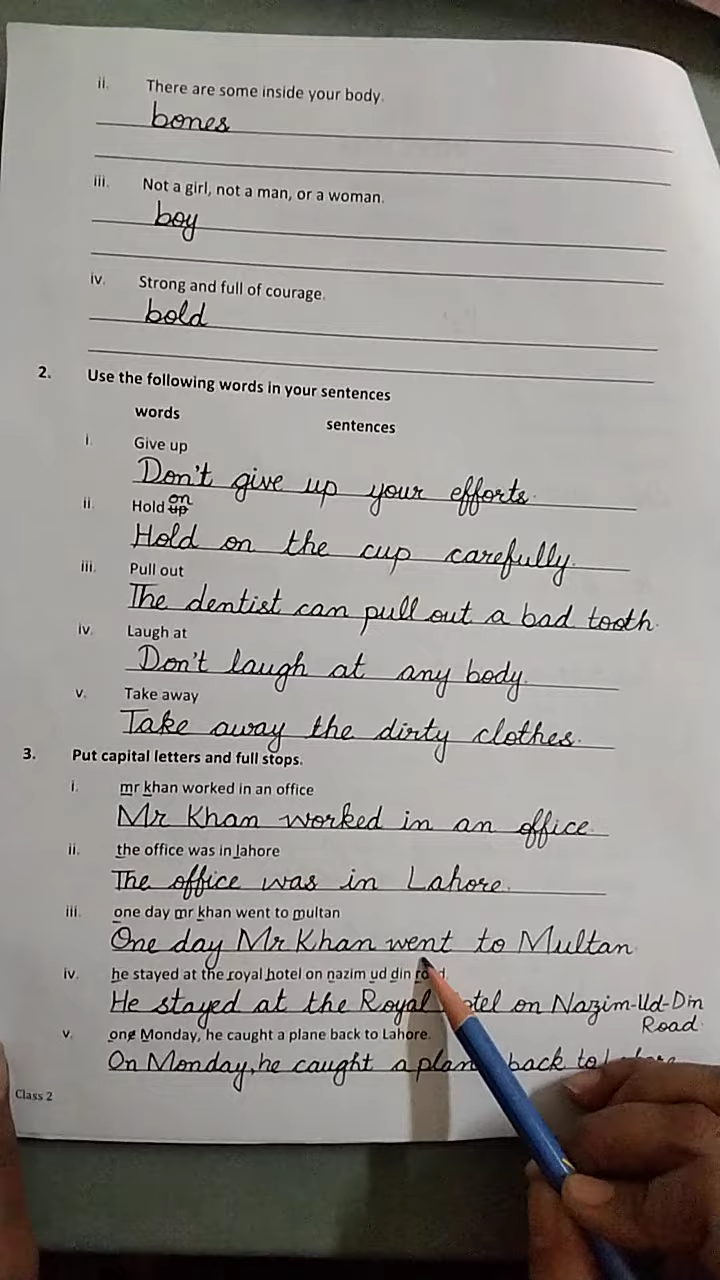 ii. There are some inside your body.
bones
iii. Not a girl, not a man, or a woman.
boy
iv. Strong and full of courage.
bold
2. Use the following words in your sentences
words sentences
i. Give up
Don't give up your efforts.
ii. Hold up on
Hold on the cup carefully.
iii. Pull out
The dentist can pull out a bad tooth.
iv. Laugh at
Don't laugh at any body.
v. Take away
Take away the dirty clothes.
3. Put capital letters and full stops.
i. mr khan worked in an office
Mr Khan worked in an office.
ii. the office was in lahore
The office was in Lahore.
iii. one day mr khan went to multan
One day Mr Khan went to Multan.
iv. he stayed at the royal hotel on nazim ud din road.
He stayed at the Royal Hotel on Nazim-Ud-Din
Road.
v. one Monday, he caught a plane back to Lahore.
On Monday, he caught a plane back to
Class 2